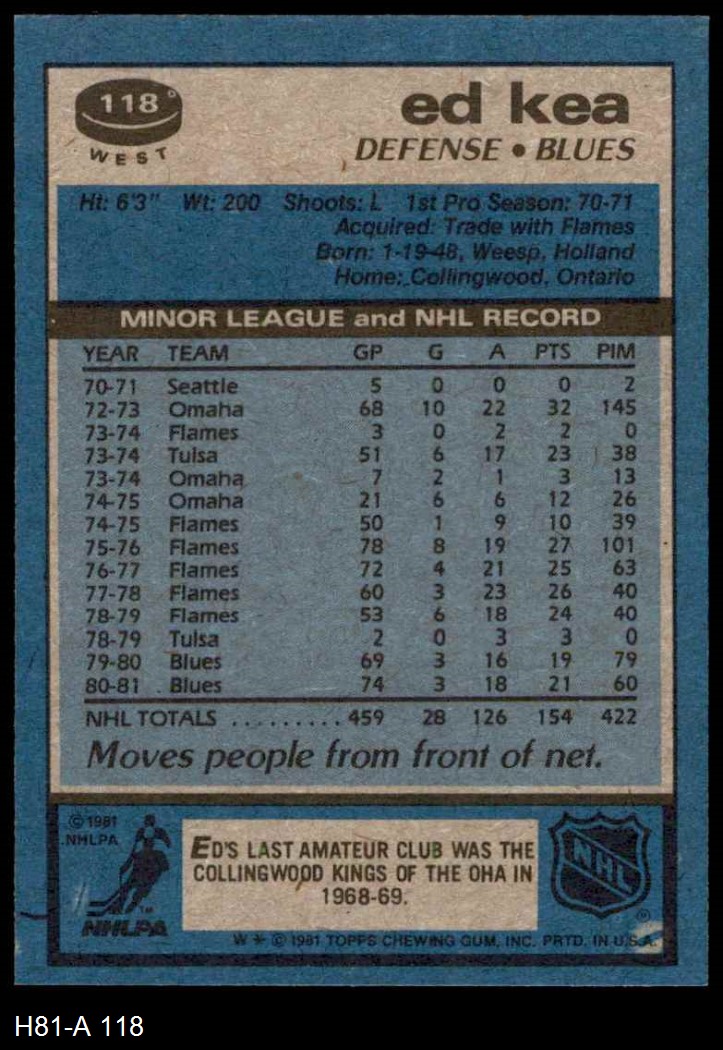 118
WEST
ed kea
DEFENSE • BLUES
Ht: 6'3" Wt: 200 Shoots: L 1st Pro Season: 70-71
Acquired: Trade with Flames
Born: 1-19-48, Weesp, Holland
Home: Collingwood, Ontario
MINOR LEAGUE and NHL RECORD
YEAR TEAM GP G A PTS PIM
70-71 Seattle 5 0 0 0 2
72-73 Omaha 68 10 22 32 145
73-74 Flames 3 0 2 2 0
73-74 Tulsa 51 6 17 23 38
73-74 Omaha 7 2 1 3 13
74-75 Omaha 21 6 6 12 26
74-75 Flames 50 1 9 10 39
75-76 Flames 78 8 19 27 101
76-77 Flames 72 4 21 25 63
77-78 Flames 60 3 23 26 40
78-79 Flames 53 6 18 24 40
78-79 Tulsa 2 0 3 3 0
79-80 Blues 69 3 16 19 79
80-81 Blues 74 3 18 21 60
NHL TOTALS ......... 459 28 126 154 422
Moves people from front of net.
© 1981
NHLPA
NHLPA
ED'S LAST AMATEUR CLUB WAS THE
COLLINGWOOD KINGS OF THE OHA IN
1968-69.
NHL
®
W * © 1981 TOPPS CHEWING GUM, INC. PRTD. IN U.S.A.
H81-A 118